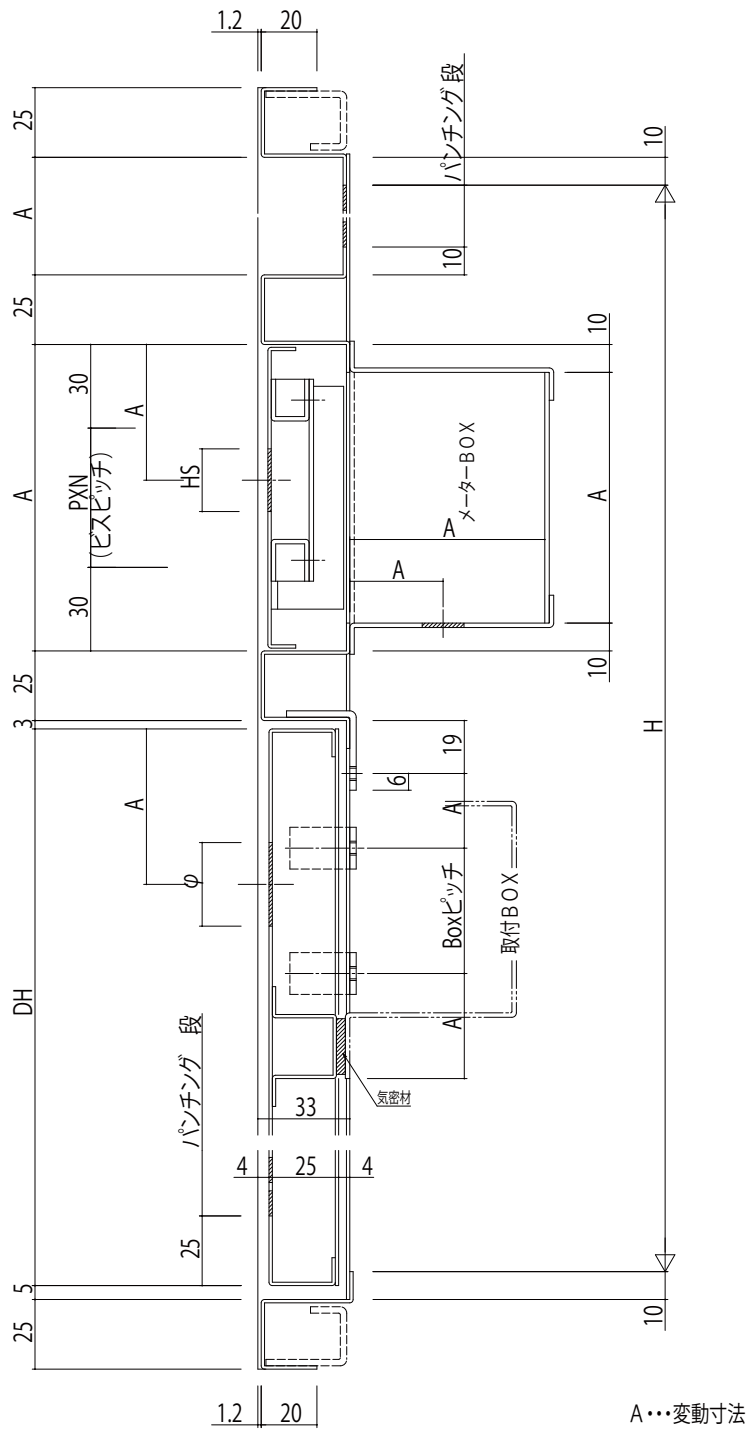 1.2
20
25
A
25
A
25
3
DH
5
25
パンチング 段
10
10
10
30
PXN
(ビスピッチ)
30
A
HS
メーターBOX
A
A
A
10
H
19
6
A
A
φ
Boxピッチ
取付BOX
A
パンチング 段
気密材
33
4
25
4
25
10
1.2
20
A・・・変動寸法